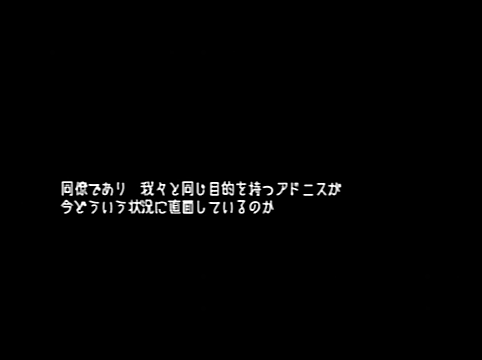 同僚であり　我々と同じ目的を持つアドニスが
今どういう状況に直面しているのか